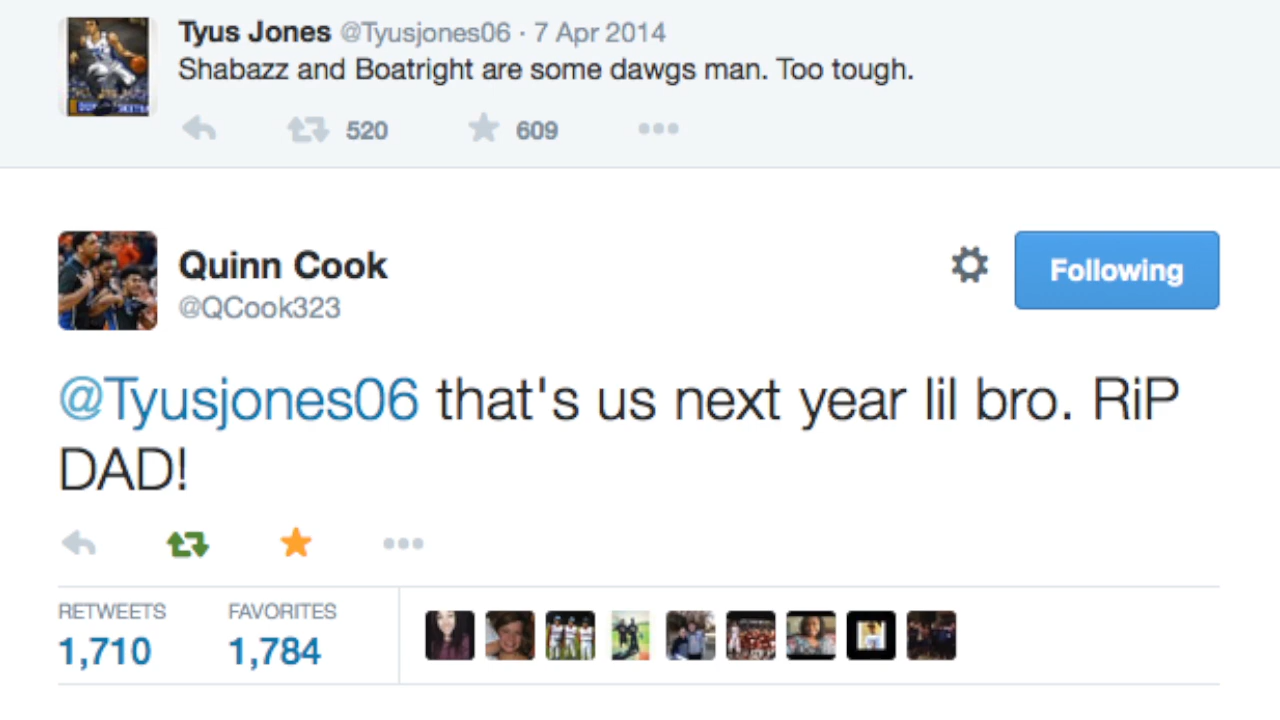 Tyus Jones @Tyusjones06 · 7 Apr 2014
Shabazz and Boatright are some dawgs man. Too tough.
520 609
Quinn Cook
@QCook323
Following
@Tyusjones06 that's us next year lil bro. RiP
DAD!
RETWEETS FAVORITES
1,710 1,784